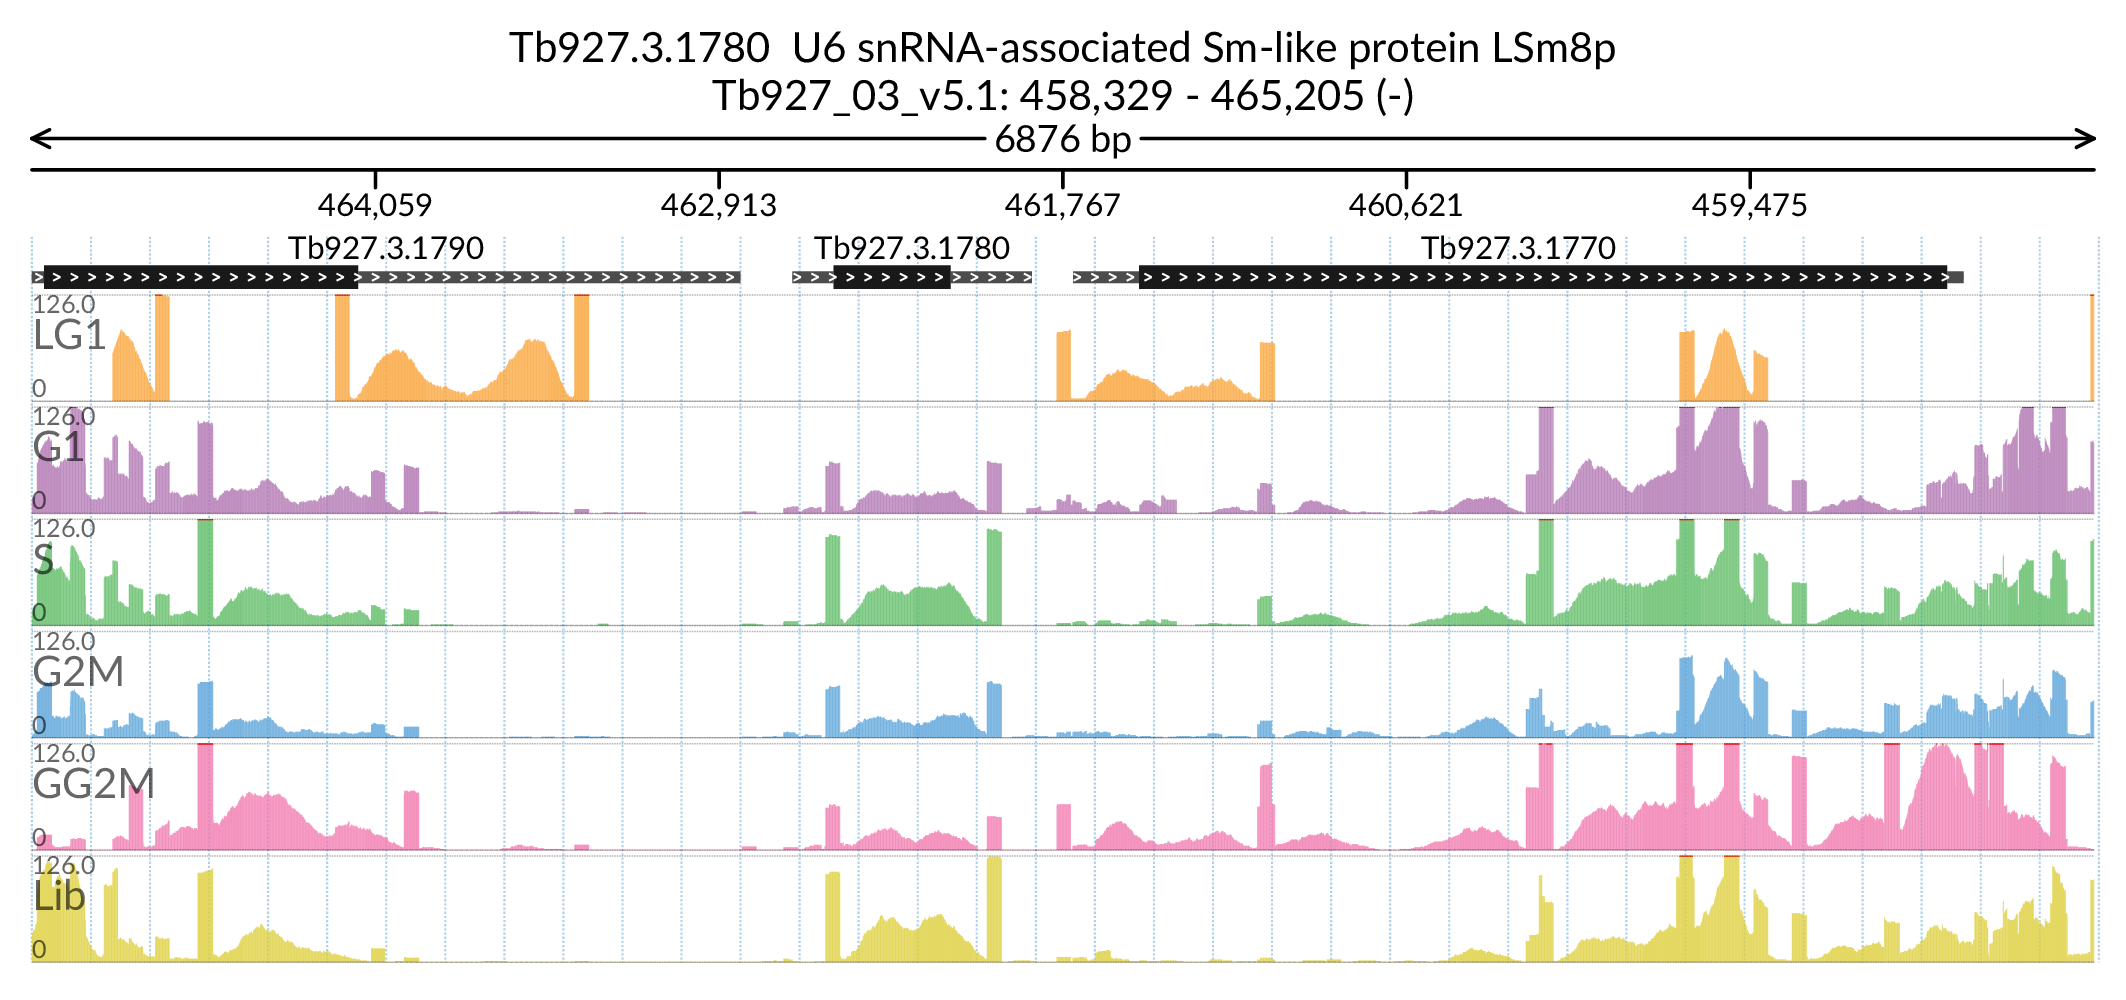 Tb927.3.1780 U6 snRNA-associated Sm-like protein LSm8p
Tb927_03_v5.1: 458,329 - 465,205 (-)
6876 bp
464,059 462,913 461,767 460,621 459,475
Tb927.3.1790 Tb927.3.1780 Tb927.3.1770
126.0
LG1
0
126.0
G1
0
126.0
S
0
126.0
G2M
0
126.0
GG2M
0
126.0
Lib
0